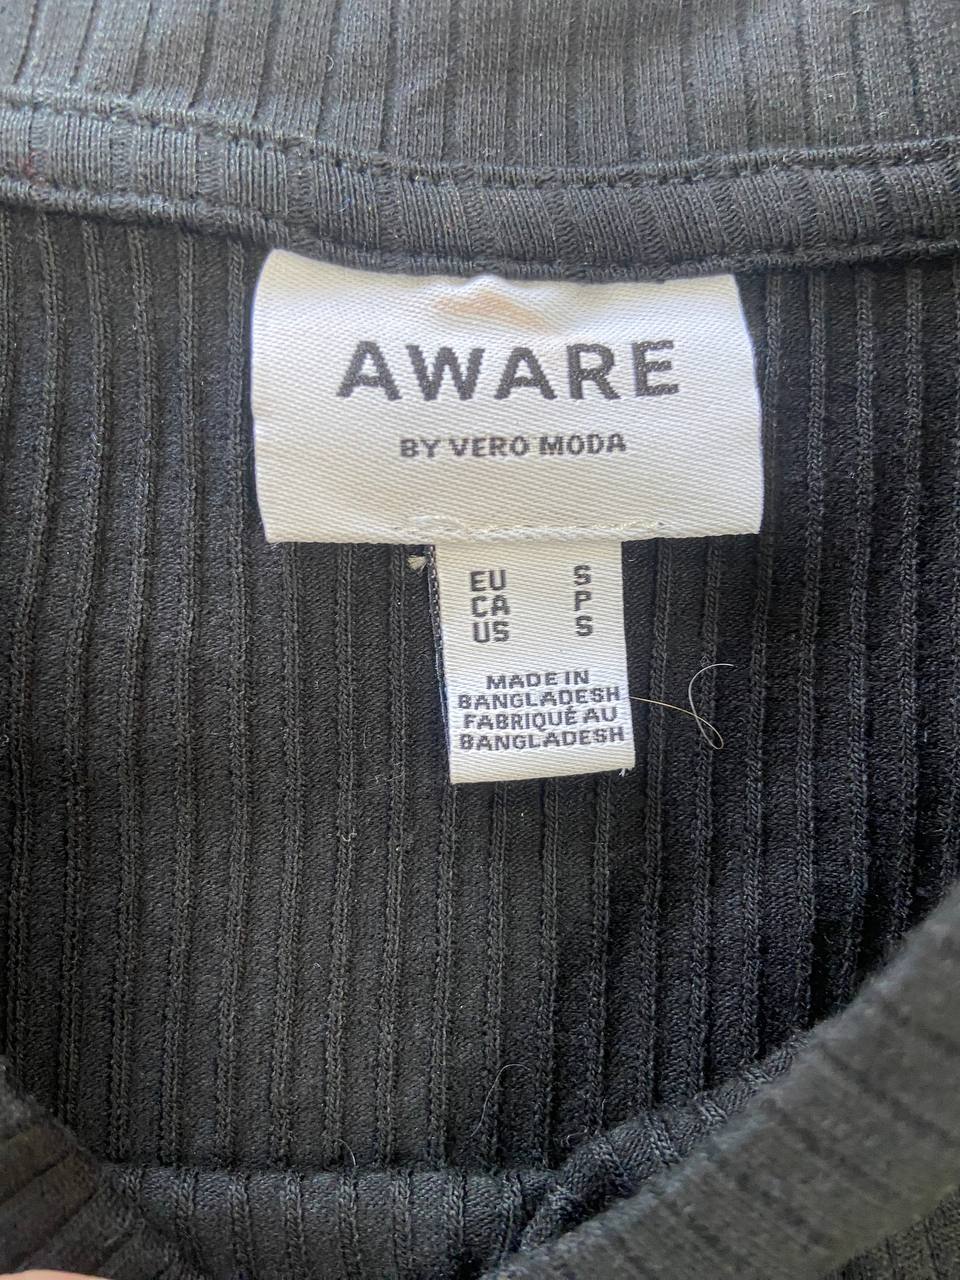 AWARE
BY VERO MODA
EU S
CA P
US S
MADE IN
BANGLADESH
FABRIQUÉ AU
BANGLADESH